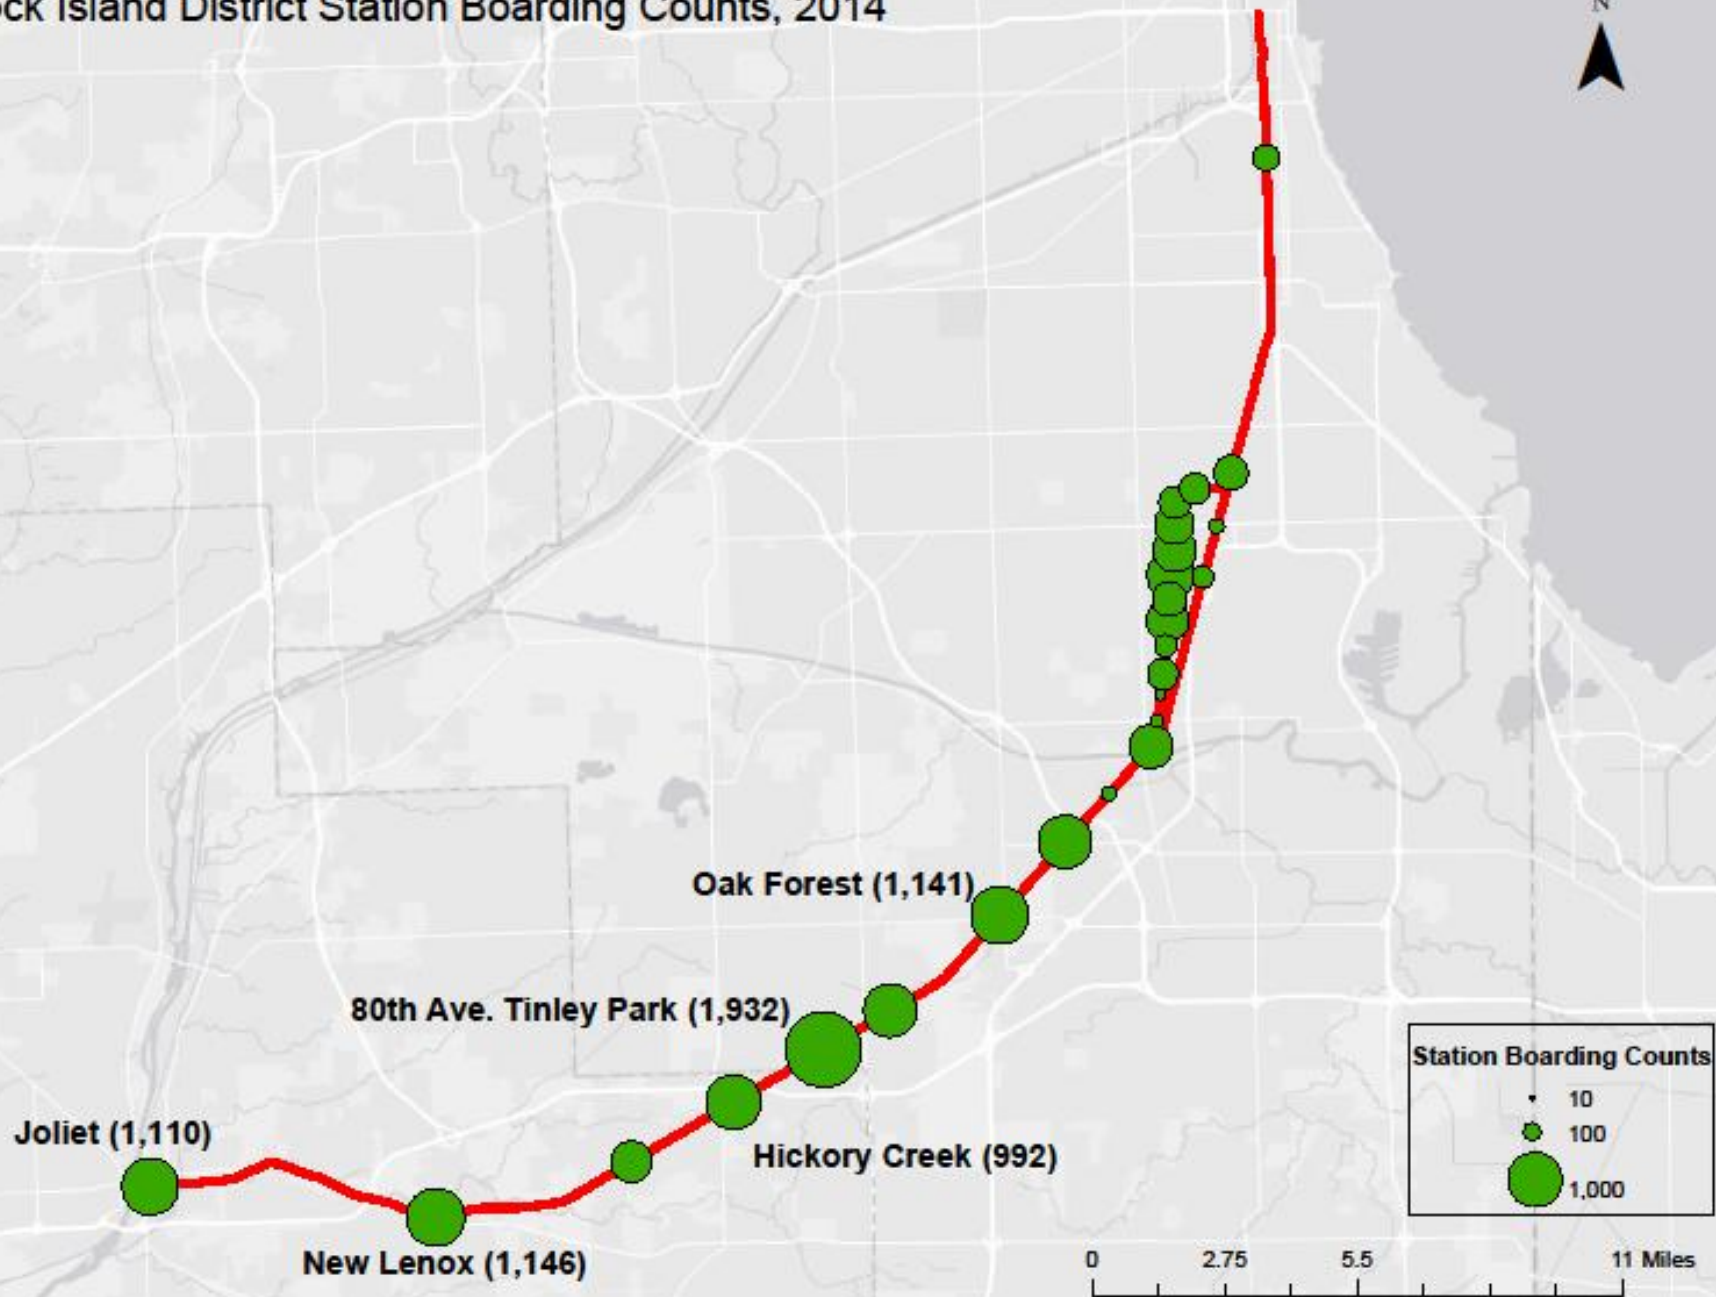 ock Island District Station Boarding Counts, 2014
N
Oak Forest (1,141)
80th Ave. Tinley Park (1,932)
Joliet (1,110)
Hickory Creek (992)
New Lenox (1,146)
Station Boarding Counts
10
100
1,000
0 2.75 5.5 11 Miles